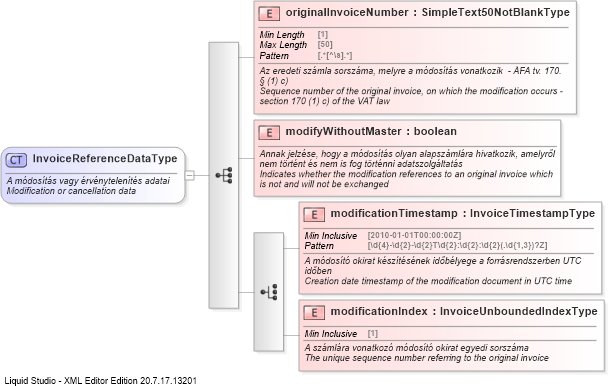 E originalInvoiceNumber : SimpleText50NotBlankType
Min Length [1]
Max Length [50]
Pattern [.*[^\s].*]
Az eredeti számla sorszáma, melyre a módosítás vonatkozik - ÁFA tv. 170.
§ (1) c)
Sequence number of the original invoice, on which the modification occurs -
section 170 (1) c) of the VAT law
E modifyWithoutMaster : boolean
Annak jelzése, hogy a módosítás olyan alapszámlára hivatkozik, amelyről
nem történt és nem is fog történni adatszolgáltatás
Indicates whether the modification references to an original invoice which
is not and will not be exchanged
CT InvoiceReferenceDataType
A módosítás vagy érvénytelenítés adatai
Modification or cancellation data
E modificationTimestamp : InvoiceTimestampType
Min Inclusive [2010-01-01T00:00:00Z]
Pattern [\d{4}-\d{2}-\d{2}T\d{2}:\d{2}:\d{2}(.\d{1,3})?Z]
A módosító okirat készítésének időbélyege a forrásrendszerben UTC
időben
Creation date timestamp of the modification document in UTC time
E modificationIndex : InvoiceUnboundedIndexType
Min Inclusive [1]
A számlára vonatkozó módosító okirat egyedi sorszáma
The unique sequence number referring to the original invoice
Liquid Studio - XML Editor Edition 20.7.17.13201